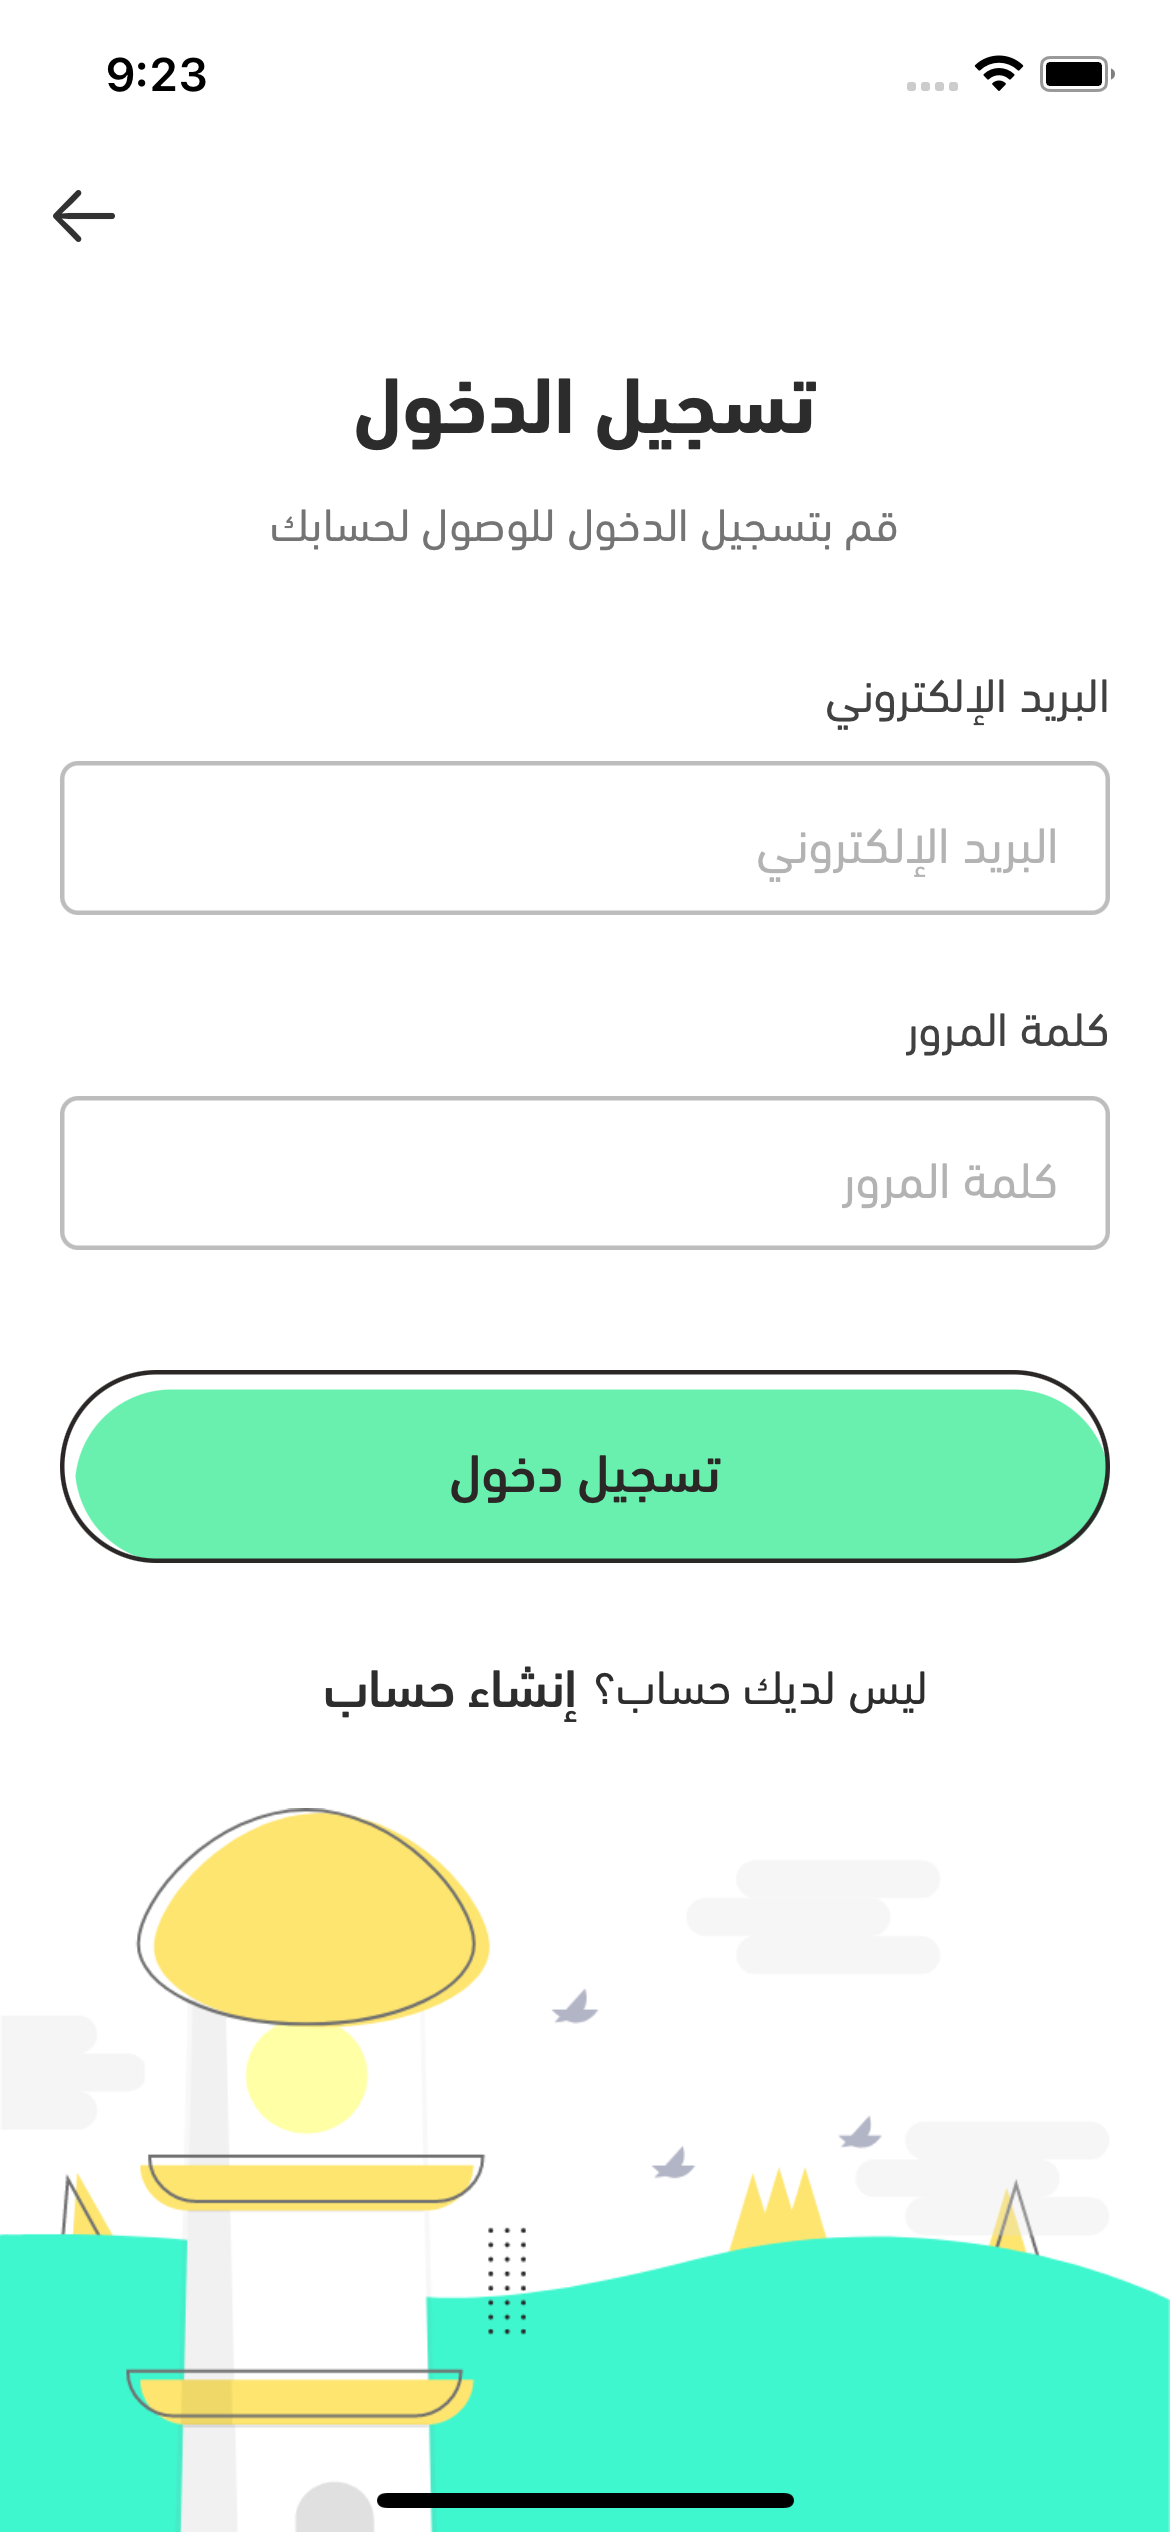 9:23
تسجيل الدخول
قم بتسجيل الدخول للوصول لحسابك
البريد الإلكتروني
البريد الإلكتروني
كلمة المرور
كلمة المرور
تسجيل دخول
ليس لديك حساب؟ إنشاء حساب